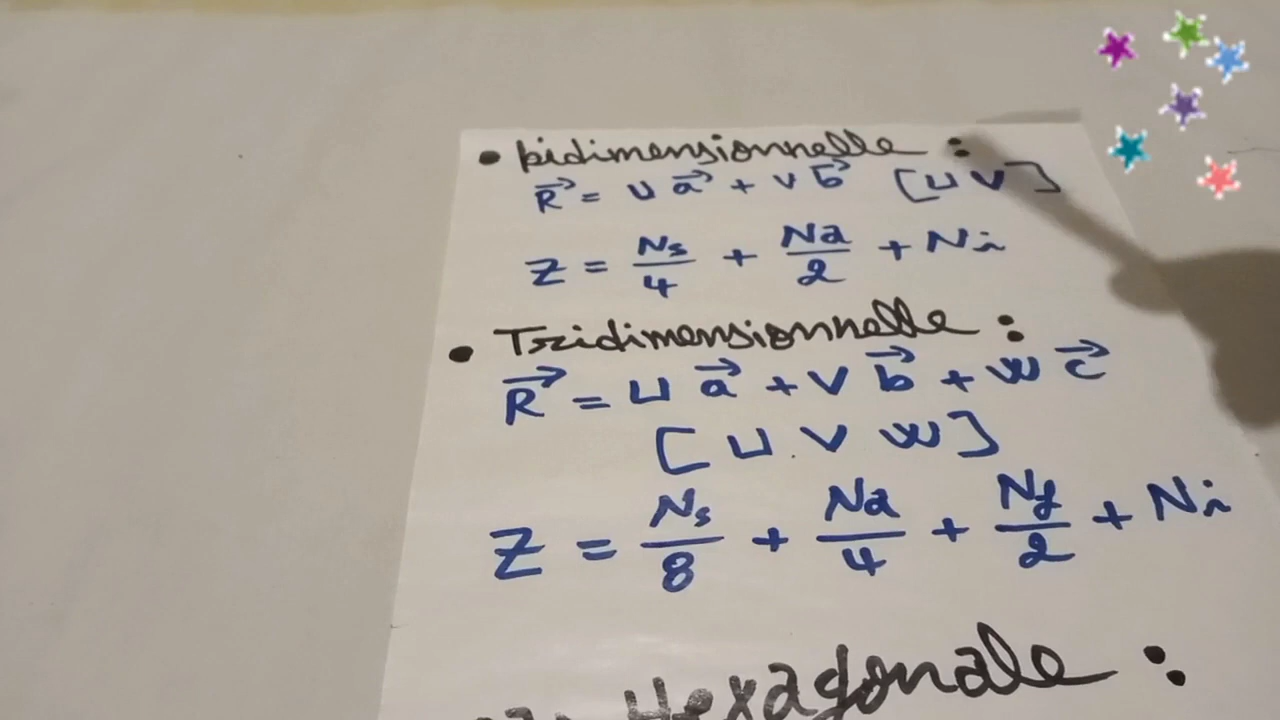 • bidimensionnelle :
R⃗ = u a⃗ + v b⃗ [u v]
Z = Ns/4 + Na/2 + Ni
• Tridimensionnelle :
R⃗ = u a⃗ + v b⃗ + w c⃗
[u v w]
Z = Ns/8 + Na/4 + Nf/2 + Ni
Hexagonale :